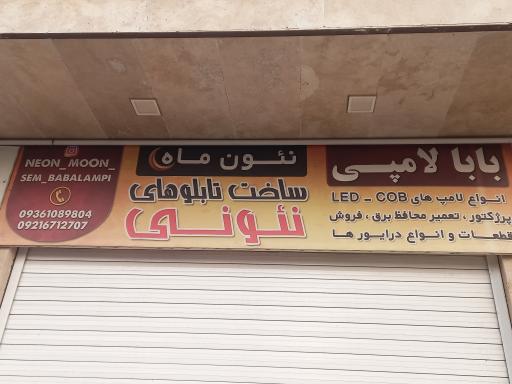 بابا لامپی
انواع لامپ های LED - COB
پرژکتور ، تعمیر محافظ برق ، فروش
قطعات و انواع درایور ها
نئون ماه
ساخت تابلوهای
نئونی
NEON_MOON_
SEM_BABALAMPI
09361089804
09216712707